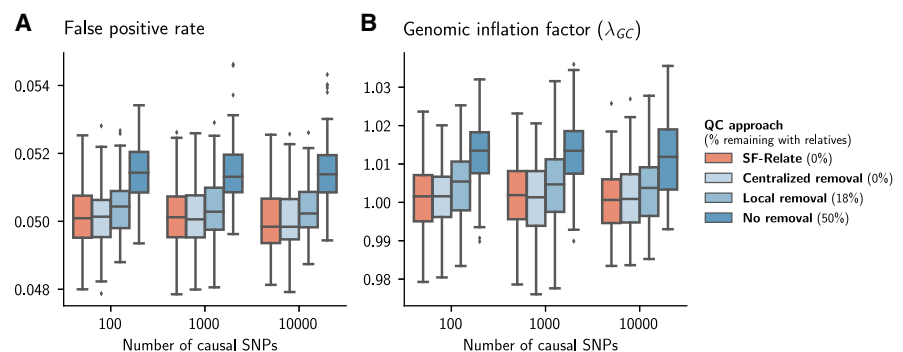 A False positive rate
0.054
0.052
0.050
0.048
100 1000 10000
Number of causal SNPs
B Genomic inflation factor (λGC)
1.03
1.02
1.01
1.00
0.99
0.98
100 1000 10000
Number of causal SNPs
QC approach
(% remaining with relatives)
SF-Relate (0%)
Centralized removal (0%)
Local removal (18%)
No removal (50%)